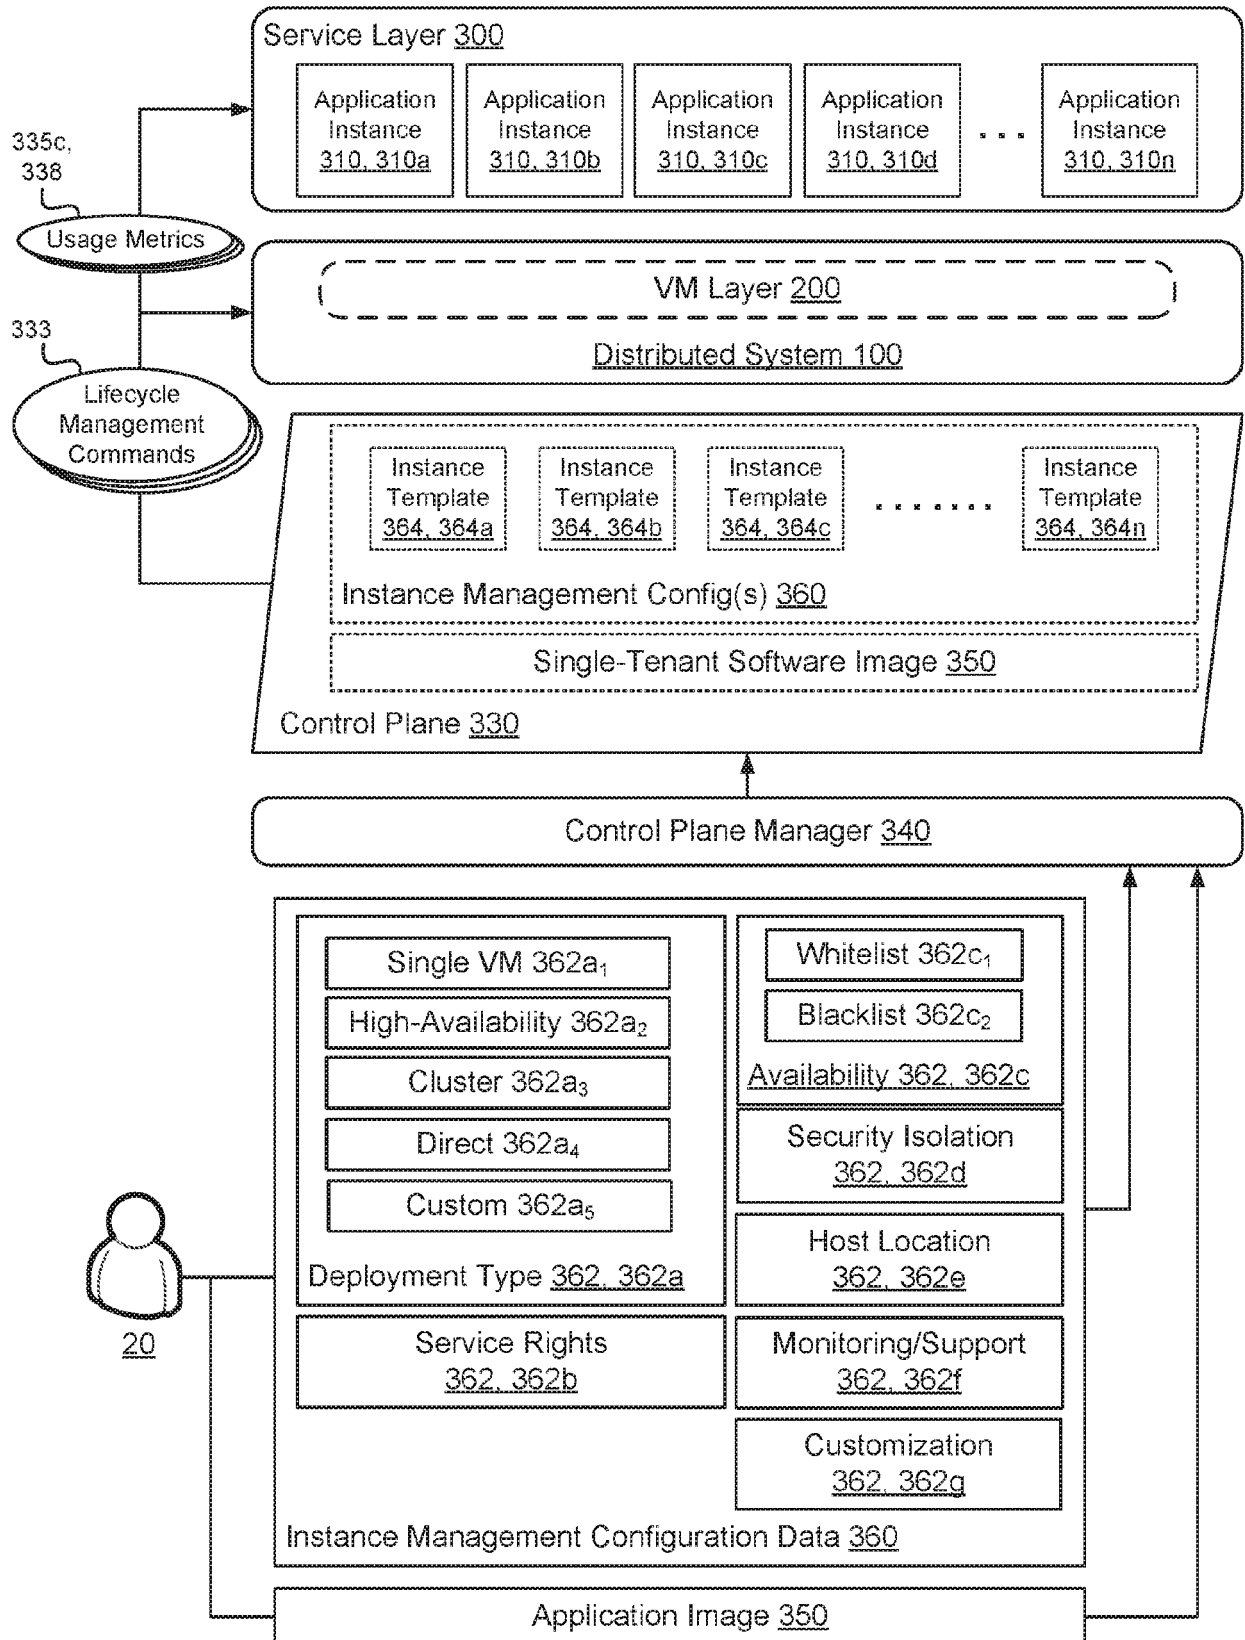 Service Layer 300
Application Instance 310, 310a
Application Instance 310, 310b
Application Instance 310, 310c
Application Instance 310, 310d
. . .
Application Instance 310, 310n
335c,
338
Usage Metrics
VM Layer 200
Distributed System 100
333
Lifecycle
Management
Commands
Instance Template 364, 364a
Instance Template 364, 364b
Instance Template 364, 364c
. . . . . . .
Instance Template 364, 364n
Instance Management Config(s) 360
Single-Tenant Software Image 350
Control Plane 330
Control Plane Manager 340
Single VM 362a1
High-Availability 362a2
Cluster 362a3
Direct 362a4
Custom 362a5
Deployment Type 362, 362a
Service Rights
362, 362b
Whitelist 362c1
Blacklist 362c2
Availability 362, 362c
Security Isolation
362, 362d
Host Location
362, 362e
Monitoring/Support
362, 362f
Customization
362, 362g
20
Instance Management Configuration Data 360
Application Image 350